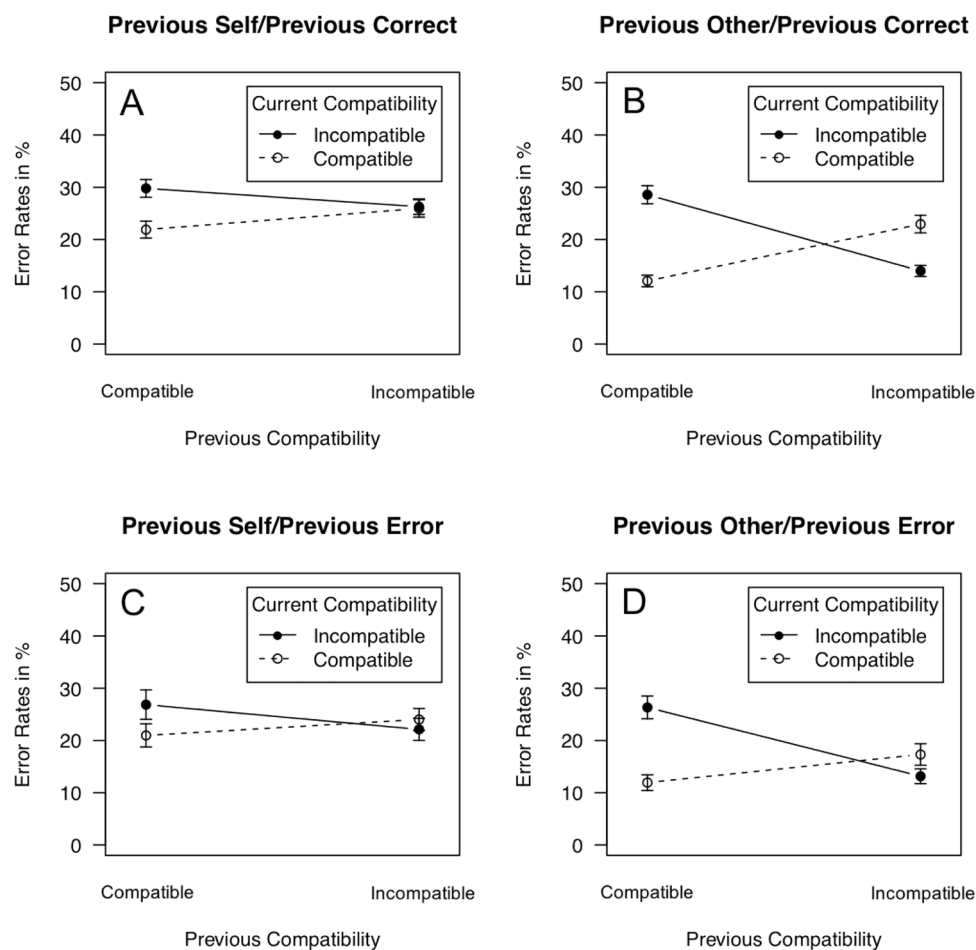 Previous Self/Previous Correct
A
Current Compatibility
Incompatible
Compatible
50
40
30
20
10
0
Error Rates in %
Compatible
Incompatible
Previous Compatibility
Previous Other/Previous Correct
B
Current Compatibility
Incompatible
Compatible
50
40
30
20
10
0
Error Rates in %
Compatible
Incompatible
Previous Compatibility
Previous Self/Previous Error
C
Current Compatibility
Incompatible
Compatible
50
40
30
20
10
0
Error Rates in %
Compatible
Incompatible
Previous Compatibility
Previous Other/Previous Error
D
Current Compatibility
Incompatible
Compatible
50
40
30
20
10
0
Error Rates in %
Compatible
Incompatible
Previous Compatibility